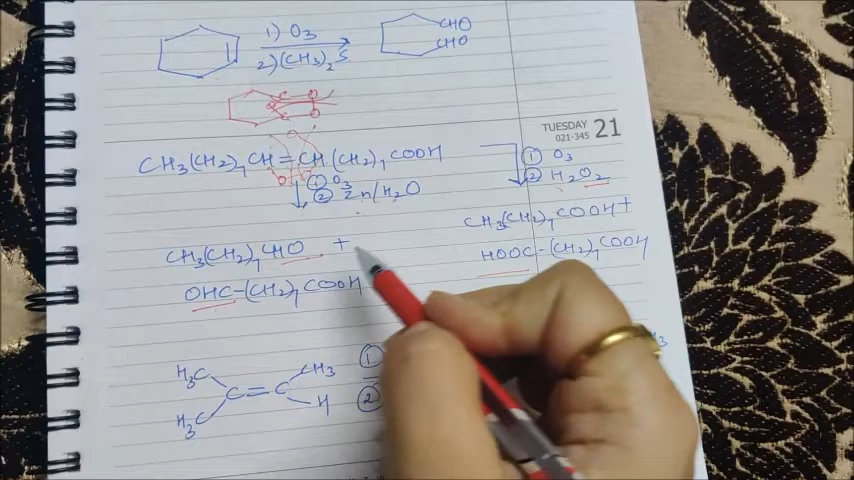 1) O3
2) (CH3)2S
CHO
CHO
C O
C O
O
TUESDAY 21
021-345
CH3(CH2)7CH=CH(CH2)7COOH
① O3
② H2O2
① O3
② Zn/H2O
CH3(CH2)7COOH+
HOOC-(CH2)7COOH
CH3(CH2)7CHO +
OHC-(CH2)7COOH
H3C CH3
C=C
H3C H
①
②